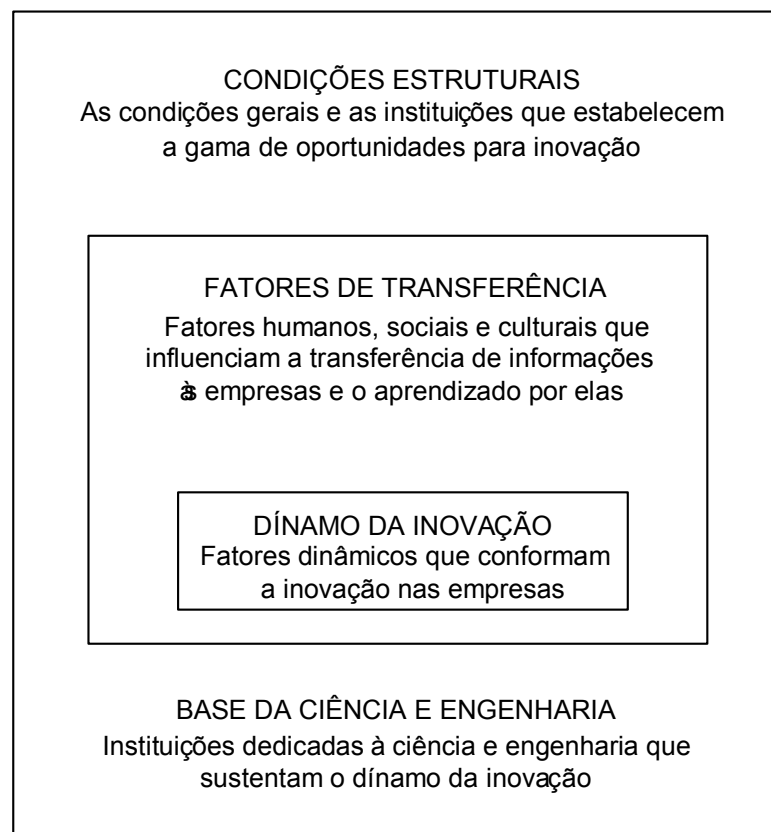 CONDIÇÕES ESTRUTURAIS
As condições gerais e as instituições que estabelecem
a gama de oportunidades para inovação
FATORES DE TRANSFERÊNCIA
Fatores humanos, sociais e culturais que
influenciam a transferência de informações
às empresas e o aprendizado por elas
DÍNAMO DA INOVAÇÃO
Fatores dinâmicos que conformam
a inovação nas empresas
BASE DA CIÊNCIA E ENGENHARIA
Instituições dedicadas à ciência e engenharia que
sustentam o dínamo da inovação